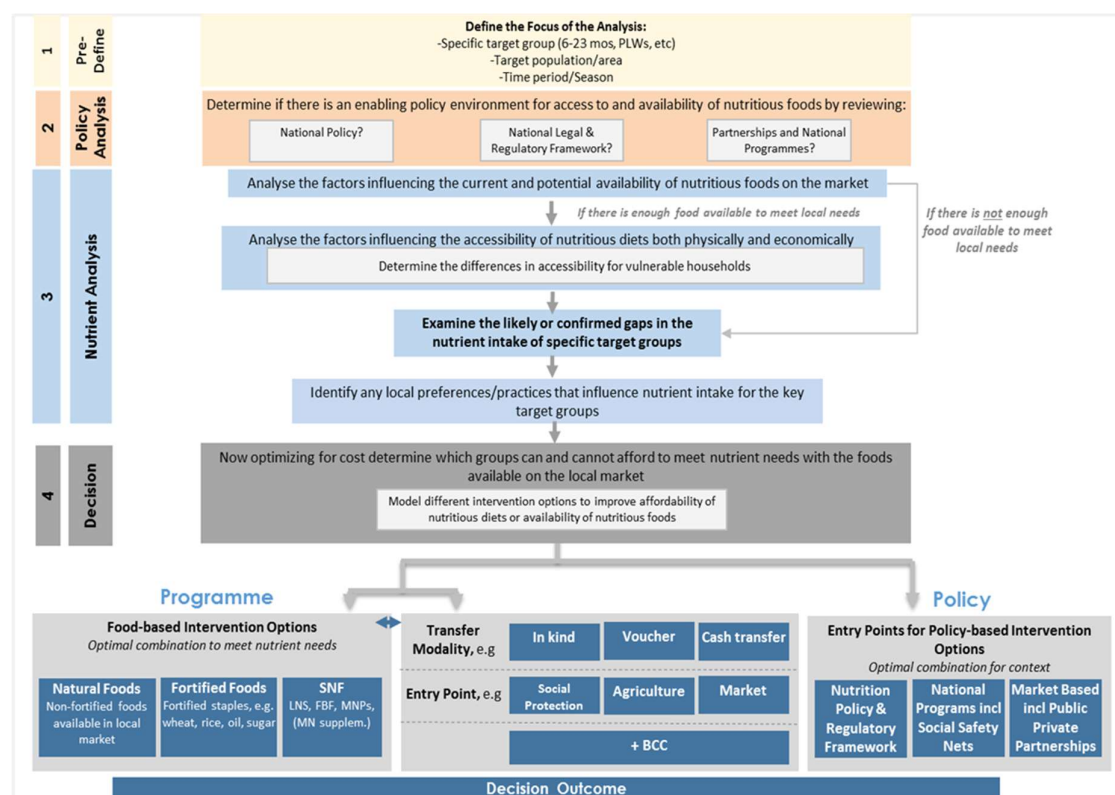 1
Pre-
Define
Define the Focus of the Analysis:
-Specific target group (6-23 mos, PLWs, etc)
-Target population/area
-Time period/Season
2
Policy
Analysis
Determine if there is an enabling policy environment for access to and availability of nutritious foods by reviewing:
National Policy?
National Legal &
Regulatory Framework?
Partnerships and National
Programmes?
3
Nutrient Analysis
Analyse the factors influencing the current and potential availability of nutritious foods on the market
If there is enough food available to meet local needs
If there is not enough
food available to meet
local needs
Analyse the factors influencing the accessibility of nutritious diets both physically and economically
Determine the differences in accessibility for vulnerable households
Examine the likely or confirmed gaps in the
nutrient intake of specific target groups
Identify any local preferences/practices that influence nutrient intake for the key
target groups
4
Decision
Now optimizing for cost determine which groups can and cannot afford to meet nutrient needs with the foods
available on the local market
Model different intervention options to improve affordability of
nutritious diets or availability of nutritious foods
Programme
Food-based Intervention Options
Optimal combination to meet nutrient needs
Natural Foods
Non-fortified foods
available in local
market
Fortified Foods
Fortified staples, e.g.
wheat, rice, oil, sugar
SNF
LNS, FBF, MNPs,
(MN supplem.)
Transfer
Modality, e.g
In kind
Voucher
Cash transfer
Entry Point, e.g
Social
Protection
Agriculture
Market
+ BCC
Policy
Entry Points for Policy-based Intervention
Options
Optimal combination for context
Nutrition
Policy &
Regulatory
Framework
National
Programs incl
Social Safety
Nets
Market Based
incl Public
Private
Partnerships
Decision Outcome